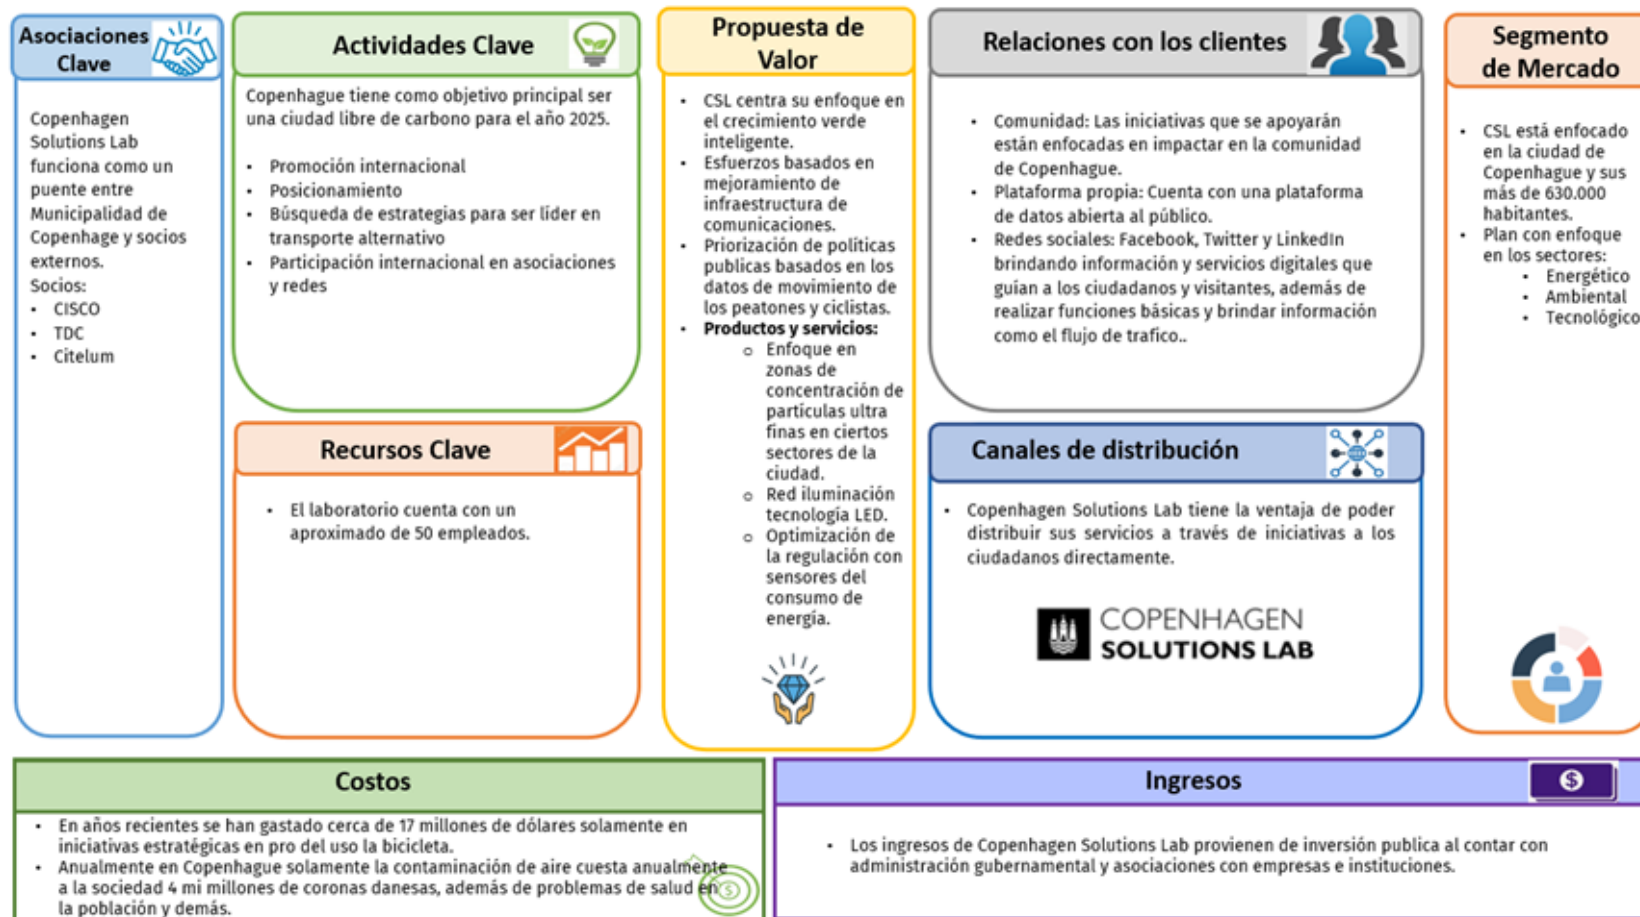 Asociaciones
Clave
Copenhagen
Solutions Lab
funciona como un
puente entre
Municipalidad de
Copenhage y socios
externos.
Socios:
• CISCO
• TDC
• Citelum
Actividades Clave
Copenhague tiene como objetivo principal ser
una ciudad libre de carbono para el año 2025.
• Promoción internacional
• Posicionamiento
• Búsqueda de estrategias para ser líder en
transporte alternativo
• Participación internacional en asociaciones
y redes
Recursos Clave
• El laboratorio cuenta con un
aproximado de 50 empleados.
Propuesta de
Valor
• CSL centra su enfoque en
el crecimiento verde
inteligente.
• Esfuerzos basados en
mejoramiento de
infraestructura de
comunicaciones.
• Priorización de políticas
publicas basados en los
datos de movimiento de
los peatones y ciclistas.
• Productos y servicios:
o Enfoque en
zonas de
concentración de
partículas ultra
finas en ciertos
sectores de la
ciudad.
o Red iluminación
tecnología LED.
o Optimización de
la regulación con
sensores del
consumo de
energía.
Relaciones con los clientes
• Comunidad: Las iniciativas que se apoyarán
están enfocadas en impactar en la comunidad
de Copenhague.
• Plataforma propia: Cuenta con una plataforma
de datos abierta al público.
• Redes sociales: Facebook, Twitter y LinkedIn
brindando información y servicios digitales que
guían a los ciudadanos y visitantes, además de
realizar funciones básicas y brindar información
como el flujo de trafico..
Canales de distribución
• Copenhagen Solutions Lab tiene la ventaja de poder
distribuir sus servicios a través de iniciativas a los
ciudadanos directamente.
COPENHAGEN
SOLUTIONS LAB
Segmento
de Mercado
• CSL está enfocado
en la ciudad de
Copenhague y sus
más de 630.000
habitantes.
• Plan con enfoque
en los sectores:
• Energético
• Ambiental
• Tecnológico
Costos
• En años recientes se han gastado cerca de 17 millones de dólares solamente en
iniciativas estratégicas en pro del uso la bicicleta.
• Anualmente en Copenhague solamente la contaminación de aire cuesta anualmente
a la sociedad 4 mi millones de coronas danesas, además de problemas de salud en
la población y demás.
Ingresos
$
• Los ingresos de Copenhagen Solutions Lab provienen de inversión publica al contar con
administración gubernamental y asociaciones con empresas e instituciones.